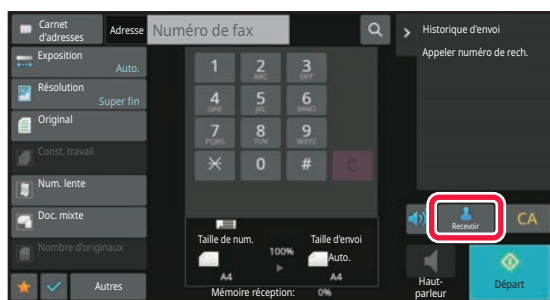 Carnet
d'adresses
Adresse
Numéro de fax
Historique d'envoi
Appeler numéro de rech.
Exposition
Auto.
Résolution
Super fin
Original
Const. travail
Num. lente
Doc. mixte
Nombre d'originaux
Autres
1
2
ABC
3
DEF
4
GHI
5
JKL
6
MNO
7
PQRS
8
TUV
9
WXYZ
0
#
C
Taille de num.
100%
Taille d'envoi
Auto.
A4
A4
Mémoire réception: 0%
Recevoir
CA
Haut-
parleur
Départ